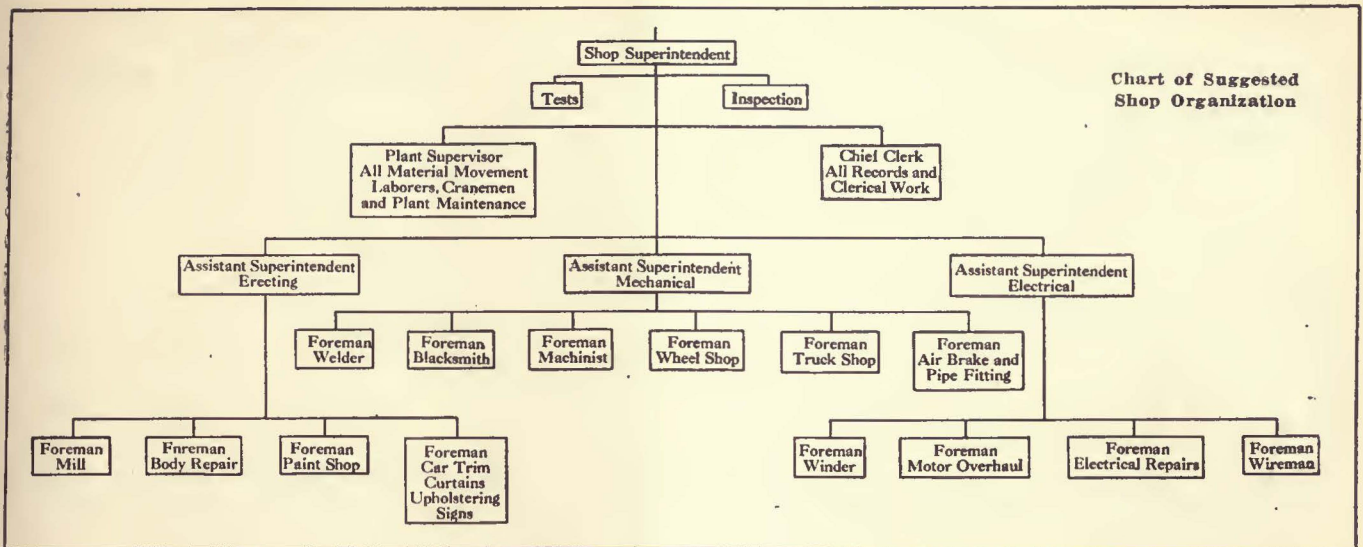 Chart of Suggested
Shop Organization
Shop Superintendent
Tests
Inspection
Plant Supervisor
All Material Movement
Laborers, Cranemen
and Plant Maintenance
Chief Clerk
All Records and
Clerical Work
Assistant Superintendent
Erecting
Assistant Superintendent
Mechanical
Assistant Superintendent
Electrical
Foreman
Welder
Foreman
Blacksmith
Foreman
Machinist
Foreman
Wheel Shop
Foreman
Truck Shop
Foreman
Air Brake and
Pipe Fitting
Foreman
Mill
Fnreman
Body Repair
Foreman
Paint Shop
Foreman
Car Trim
Curtains
Upholstering
Signs
Foreman
Winder
Foreman
Motor Overhaul
Foreman
Electrical Repairs
Foreman
Wireman